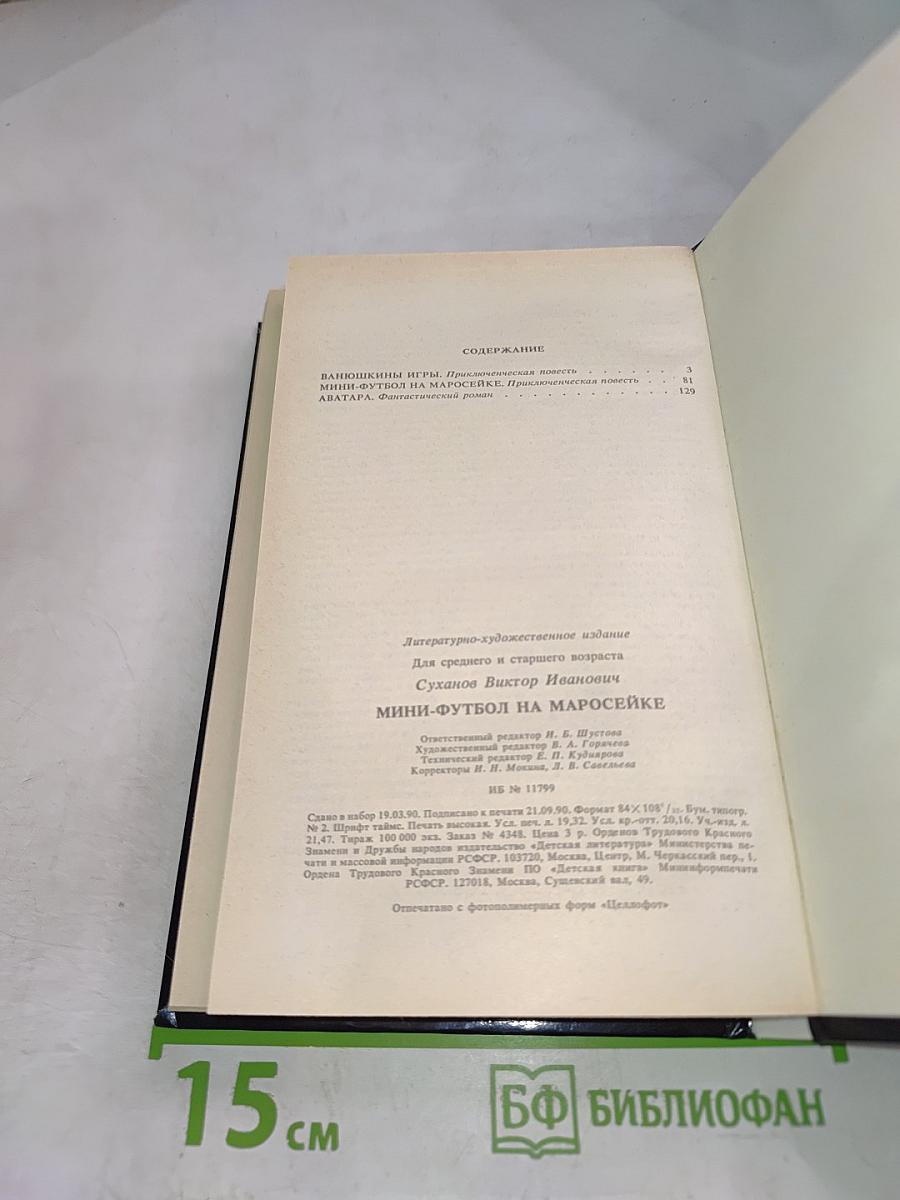 СОДЕРЖАНИЕ
ВАНЮШКИНЫ ИГРЫ. Приключенческая повесть . . . . . . 3
МИНИ-ФУТБОЛ НА МАРОСЕЙКЕ. Приключенческая повесть . . 81
АВАТАРА. Фантастический роман . . . . . . . . . . . . 129
Литературно-художественное издание
Для среднего и старшего возраста
Суханов Виктор Иванович
МИНИ-ФУТБОЛ НА МАРОСЕЙКЕ
Ответственный редактор И. Б. Шустова
Художественный редактор В. А. Горячева
Технический редактор Е. П. Кудиярова
Корректоры И. Н. Мокина, Л. В. Савельева
ИБ № 11799
Сдано в набор 19.03.90. Подписано к печати 21.09.90. Формат 84×108¹/₃₂. Бум. типогр.
№ 2. Шрифт таймс. Печать высокая. Усл. печ. л. 19,32. Усл. кр.-отт. 20,16. Уч.-изд. л.
21,47. Тираж 100 000 экз. Заказ № 4348. Цена 3 р. Орденов Трудового Красного
Знамени и Дружбы народов издательство «Детская литература» Министерства пе-
чати и массовой информации РСФСР. 103720, Москва, Центр, М. Черкасский пер., 1.
Ордена Трудового Красного Знамени ПО «Детская книга» Мининформпечати
РСФСР. 127018, Москва, Сущевский вал, 49.
Отпечатано с фотополимерных форм «Целлофот»
15 см
БФ БИБЛИОФАН